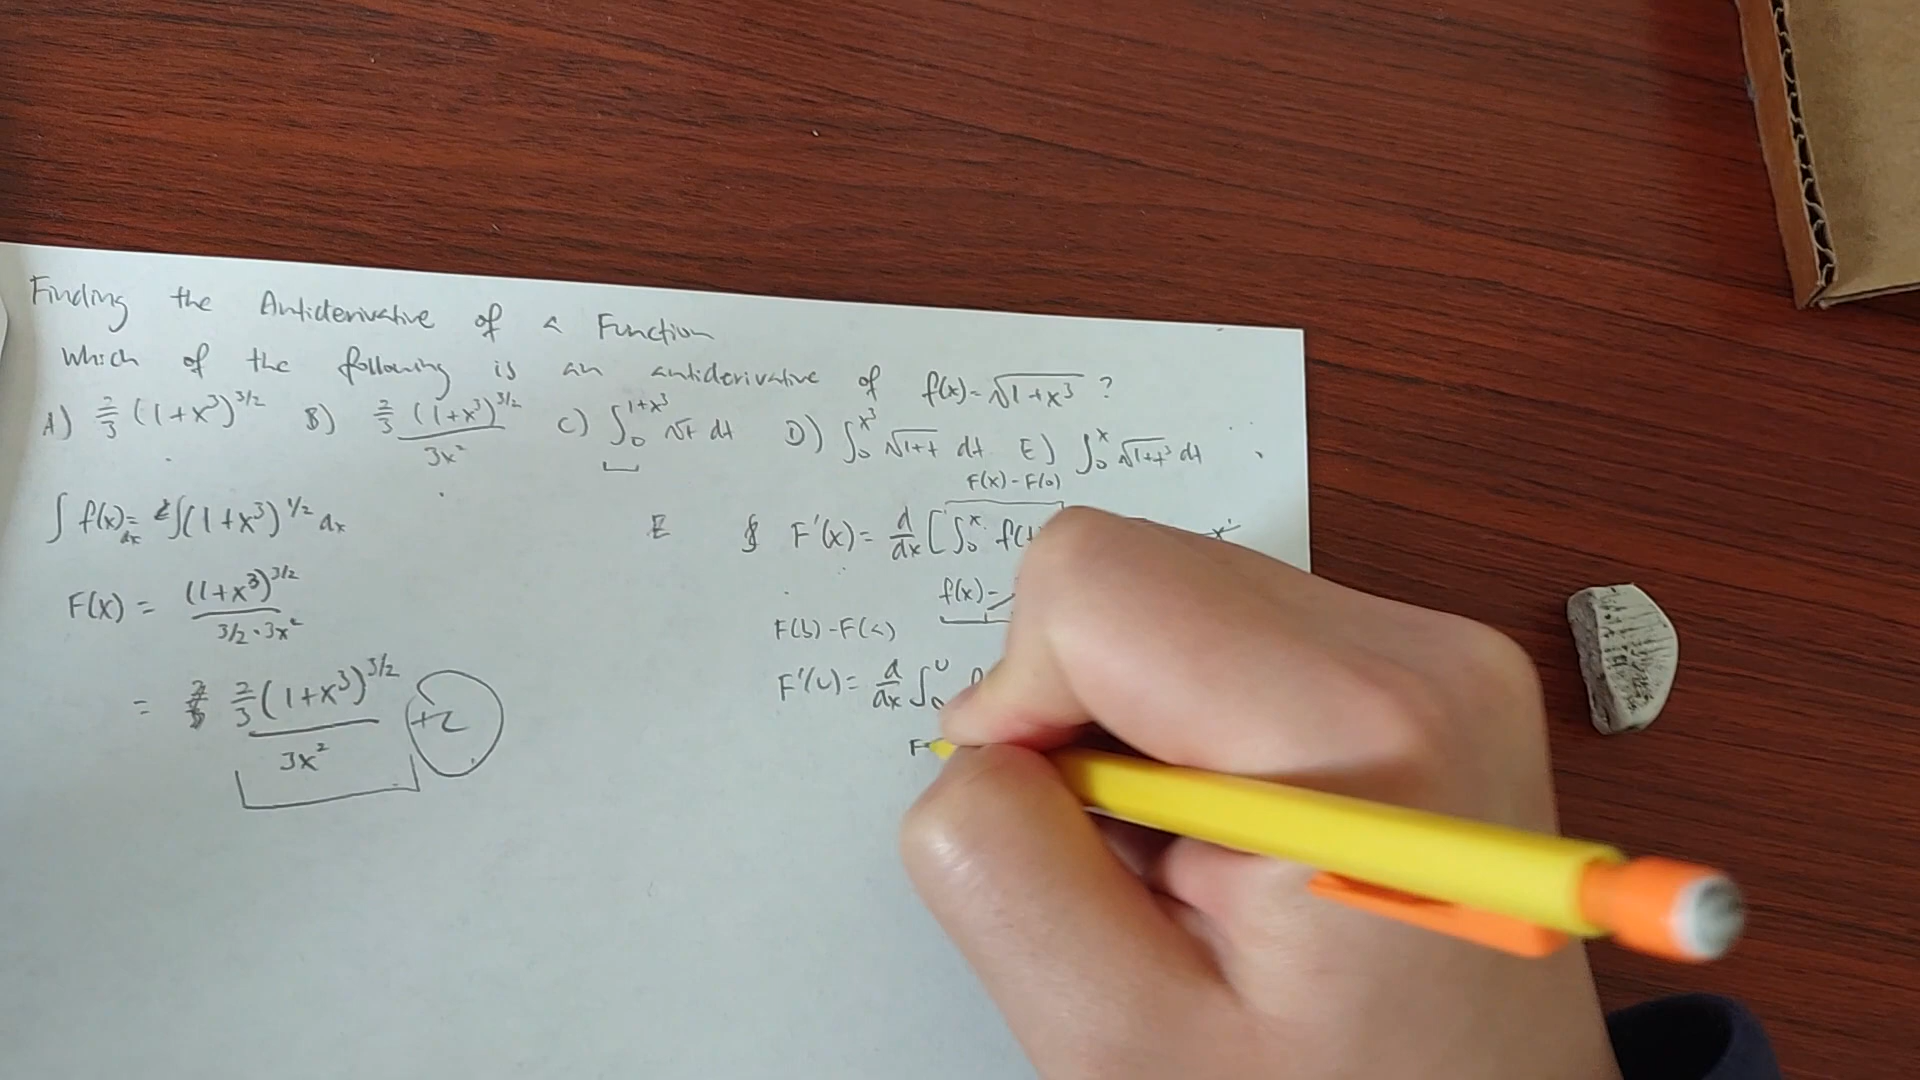 Finding the Antiderivative of a Function
Which of the following is an antiderivative of f(x)=√(1+x³) ?
A) 2/3 (1+x³)^(3/2) B) 2/3 (1+x³)^(3/2) / 3x² C) ∫₀^(1+x³) √t dt D) ∫₀^(x³) √(1+t) dt E) ∫₀^x √(1+t³) dt
F(x) - F(0)
∫ f(x) dx = ∫(1+x³)^(1/2) dx
E F'(x) = d/dx [∫₀^x f(t
F(x) = (1+x³)^(3/2) / 3/2 · 3x²
f(x) -
F(b) - F(a)
= 2/3 (1+x³)^(3/2) / 3x² + C
F'(u) = d/dx ∫₀^u
F